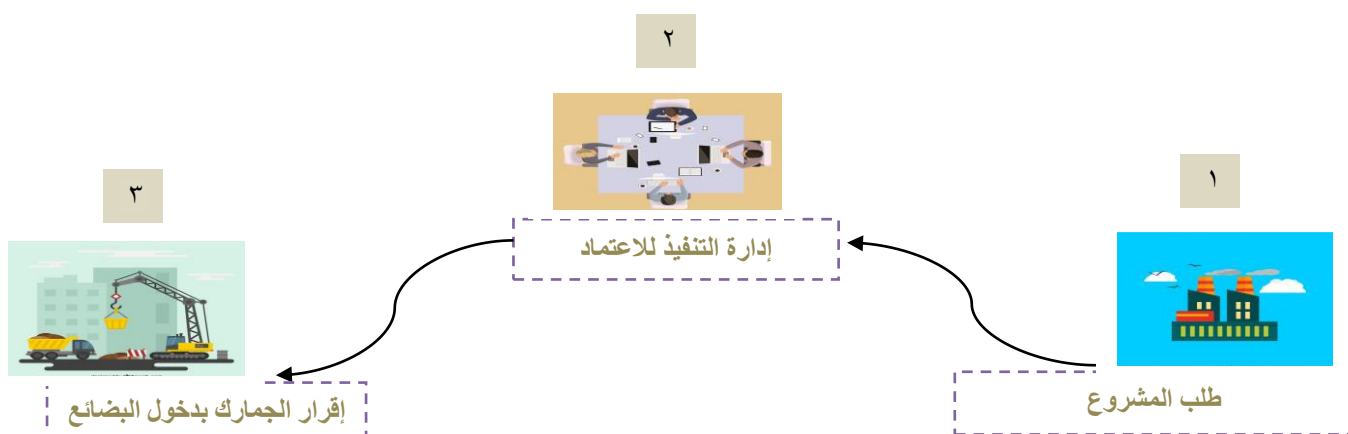 ١
طلب المشروع
٢
إدارة التنفيذ للاعتماد
٣
إقرار الجمارك بدخول البضائع